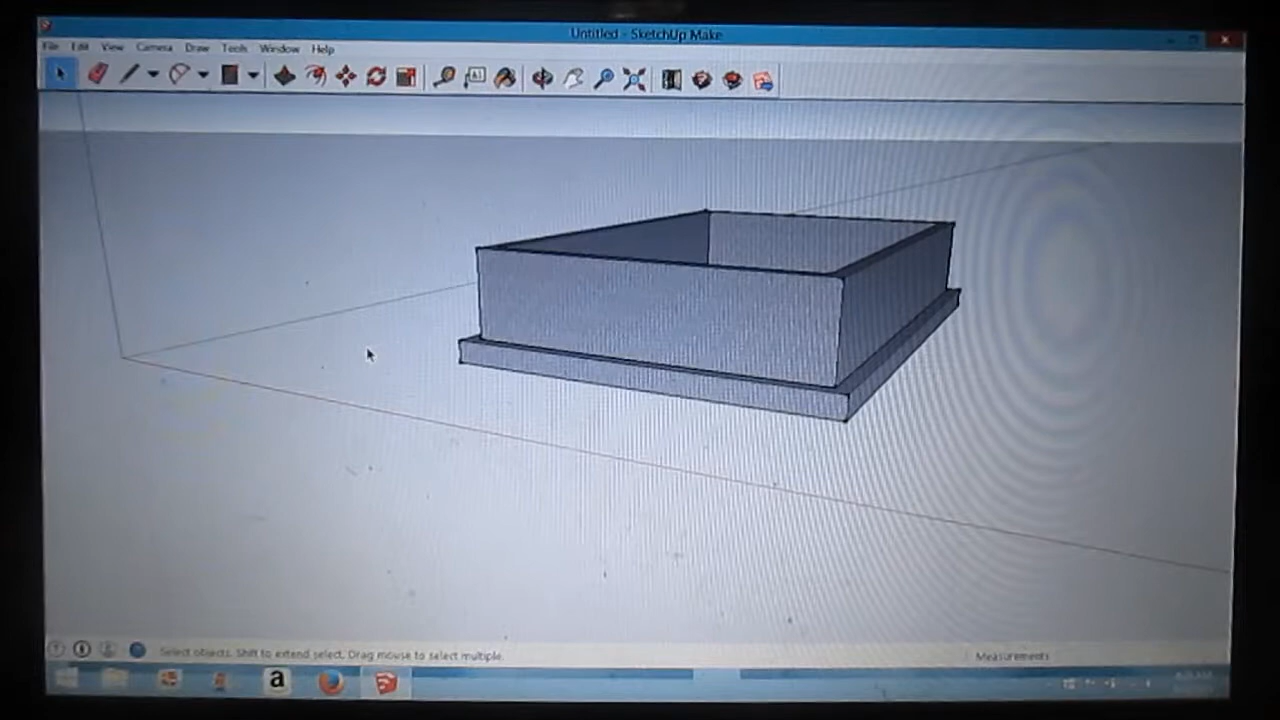 Untitled - SketchUp Make
File Edit View Camera Draw Tools Window Help
A1
Select objects. Shift to extend select. Drag mouse to select multiple.
Measurements
a